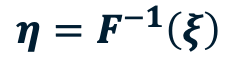 η = F⁻¹(ξ)